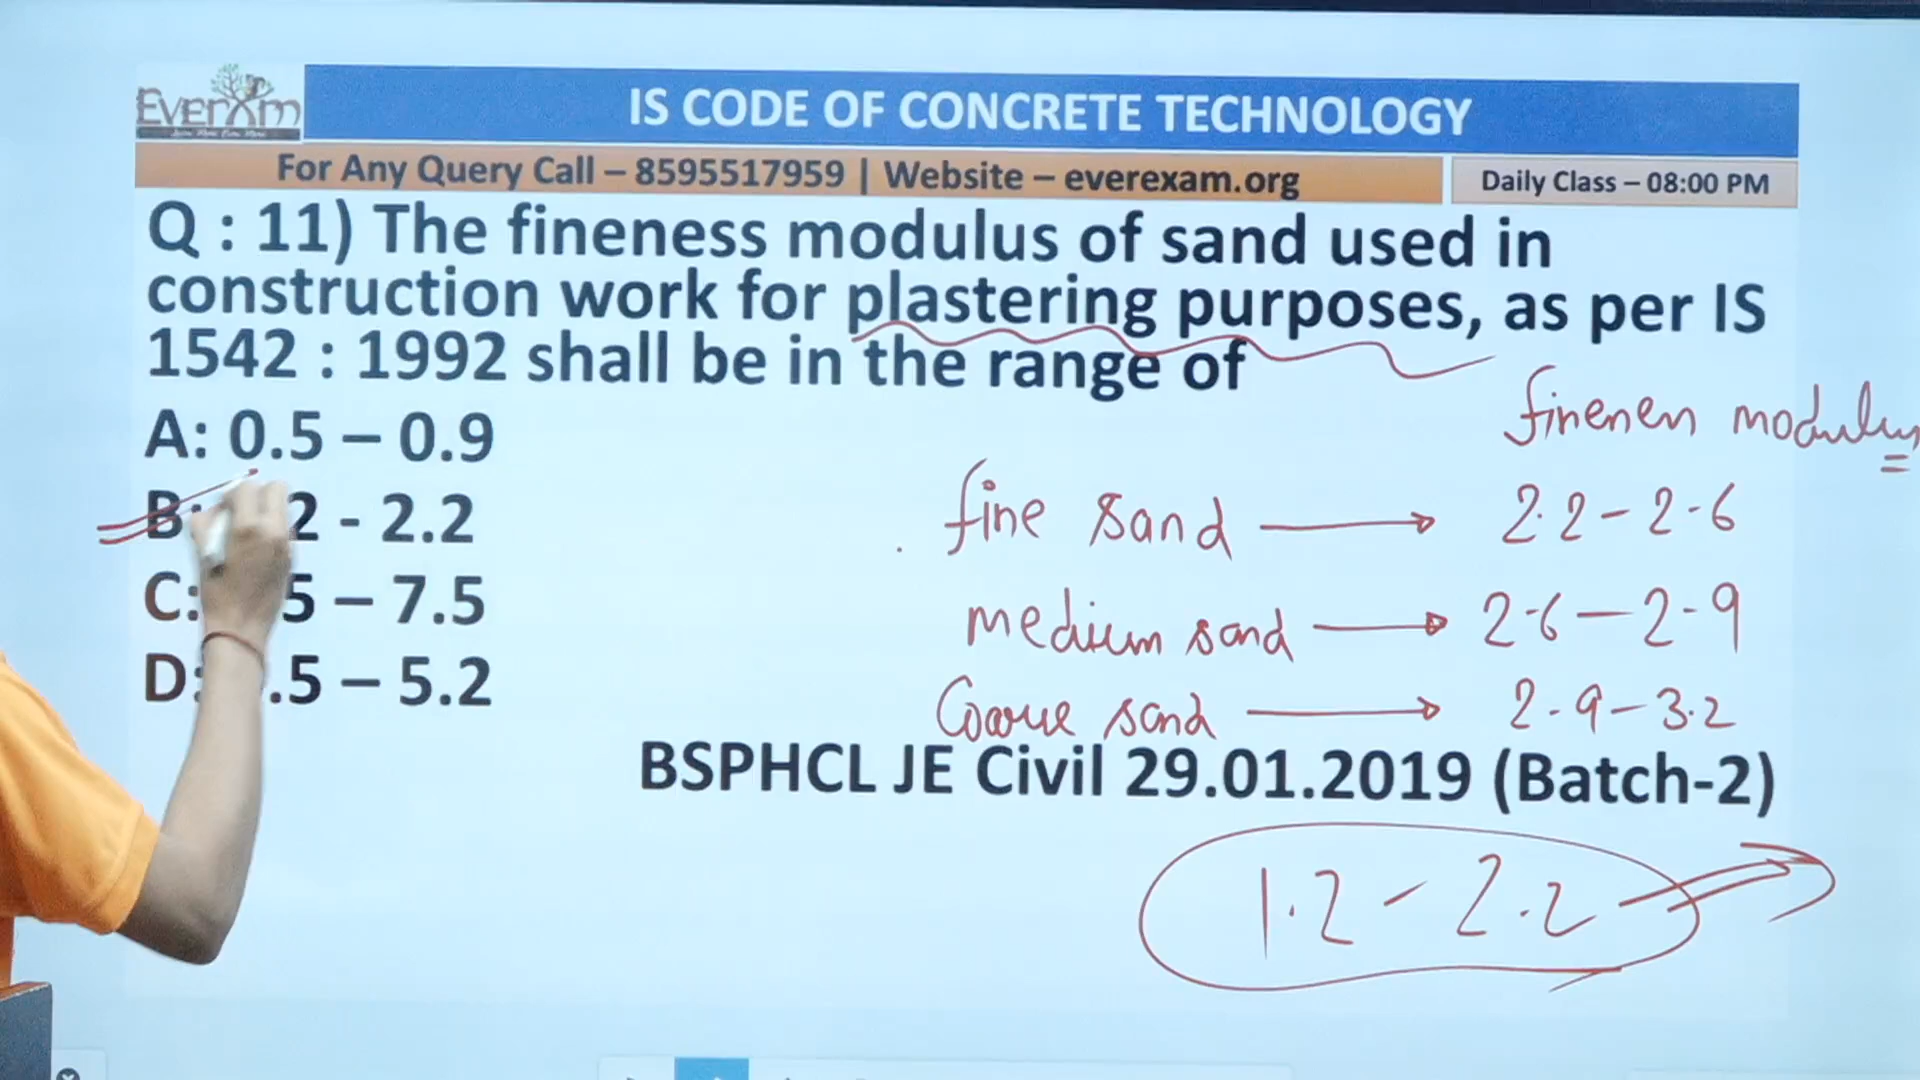 EverExam
IS CODE OF CONCRETE TECHNOLOGY
For Any Query Call – 8595517959 | Website – everexam.org
Daily Class – 08:00 PM
Q : 11) The fineness modulus of sand used in
construction work for plastering purposes, as per IS
1542 : 1992 shall be in the range of
A: 0.5 – 0.9
B: 2 - 2.2
C: 5 – 7.5
D: .5 – 5.2
finenen modulus
fine sand → 2.2 – 2.6
medium sand → 2.6 – 2.9
Coarse sand → 2.9 – 3.2
BSPHCL JE Civil 29.01.2019 (Batch-2)
1.2 - 2.2